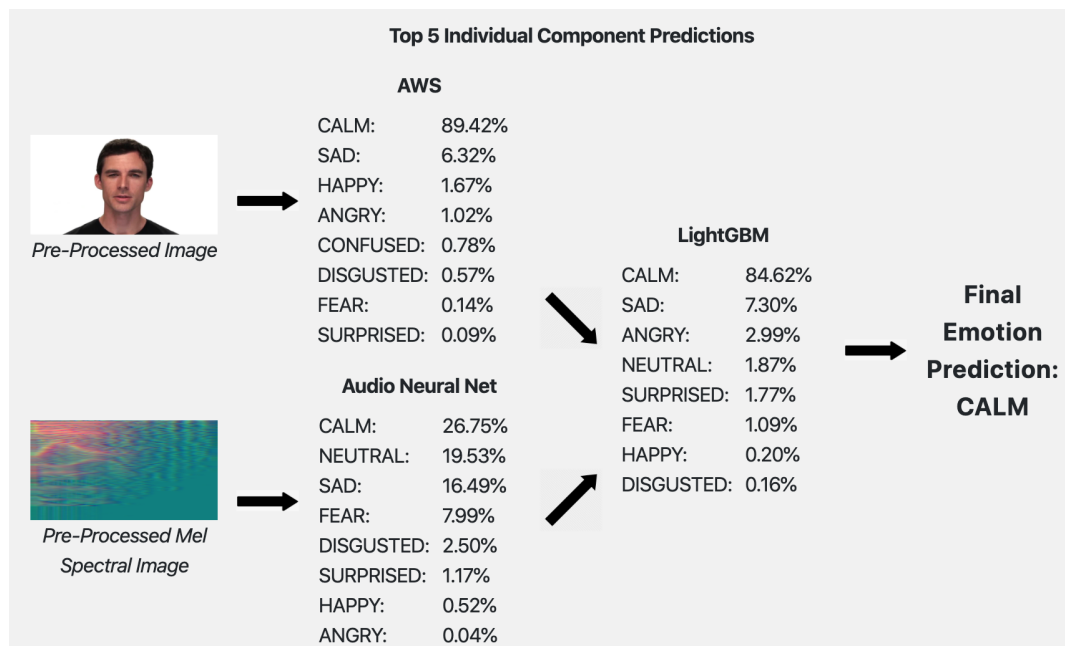 Top 5 Individual Component Predictions
AWS
CALM: 89.42%
SAD: 6.32%
HAPPY: 1.67%
ANGRY: 1.02%
CONFUSED: 0.78%
DISGUSTED: 0.57%
FEAR: 0.14%
SURPRISED: 0.09%
Pre-Processed Image
Audio Neural Net
CALM: 26.75%
NEUTRAL: 19.53%
SAD: 16.49%
FEAR: 7.99%
DISGUSTED: 2.50%
SURPRISED: 1.17%
HAPPY: 0.52%
ANGRY: 0.04%
Pre-Processed Mel
Spectral Image
LightGBM
CALM: 84.62%
SAD: 7.30%
ANGRY: 2.99%
NEUTRAL: 1.87%
SURPRISED: 1.77%
FEAR: 1.09%
HAPPY: 0.20%
DISGUSTED: 0.16%
Final
Emotion
Prediction:
CALM